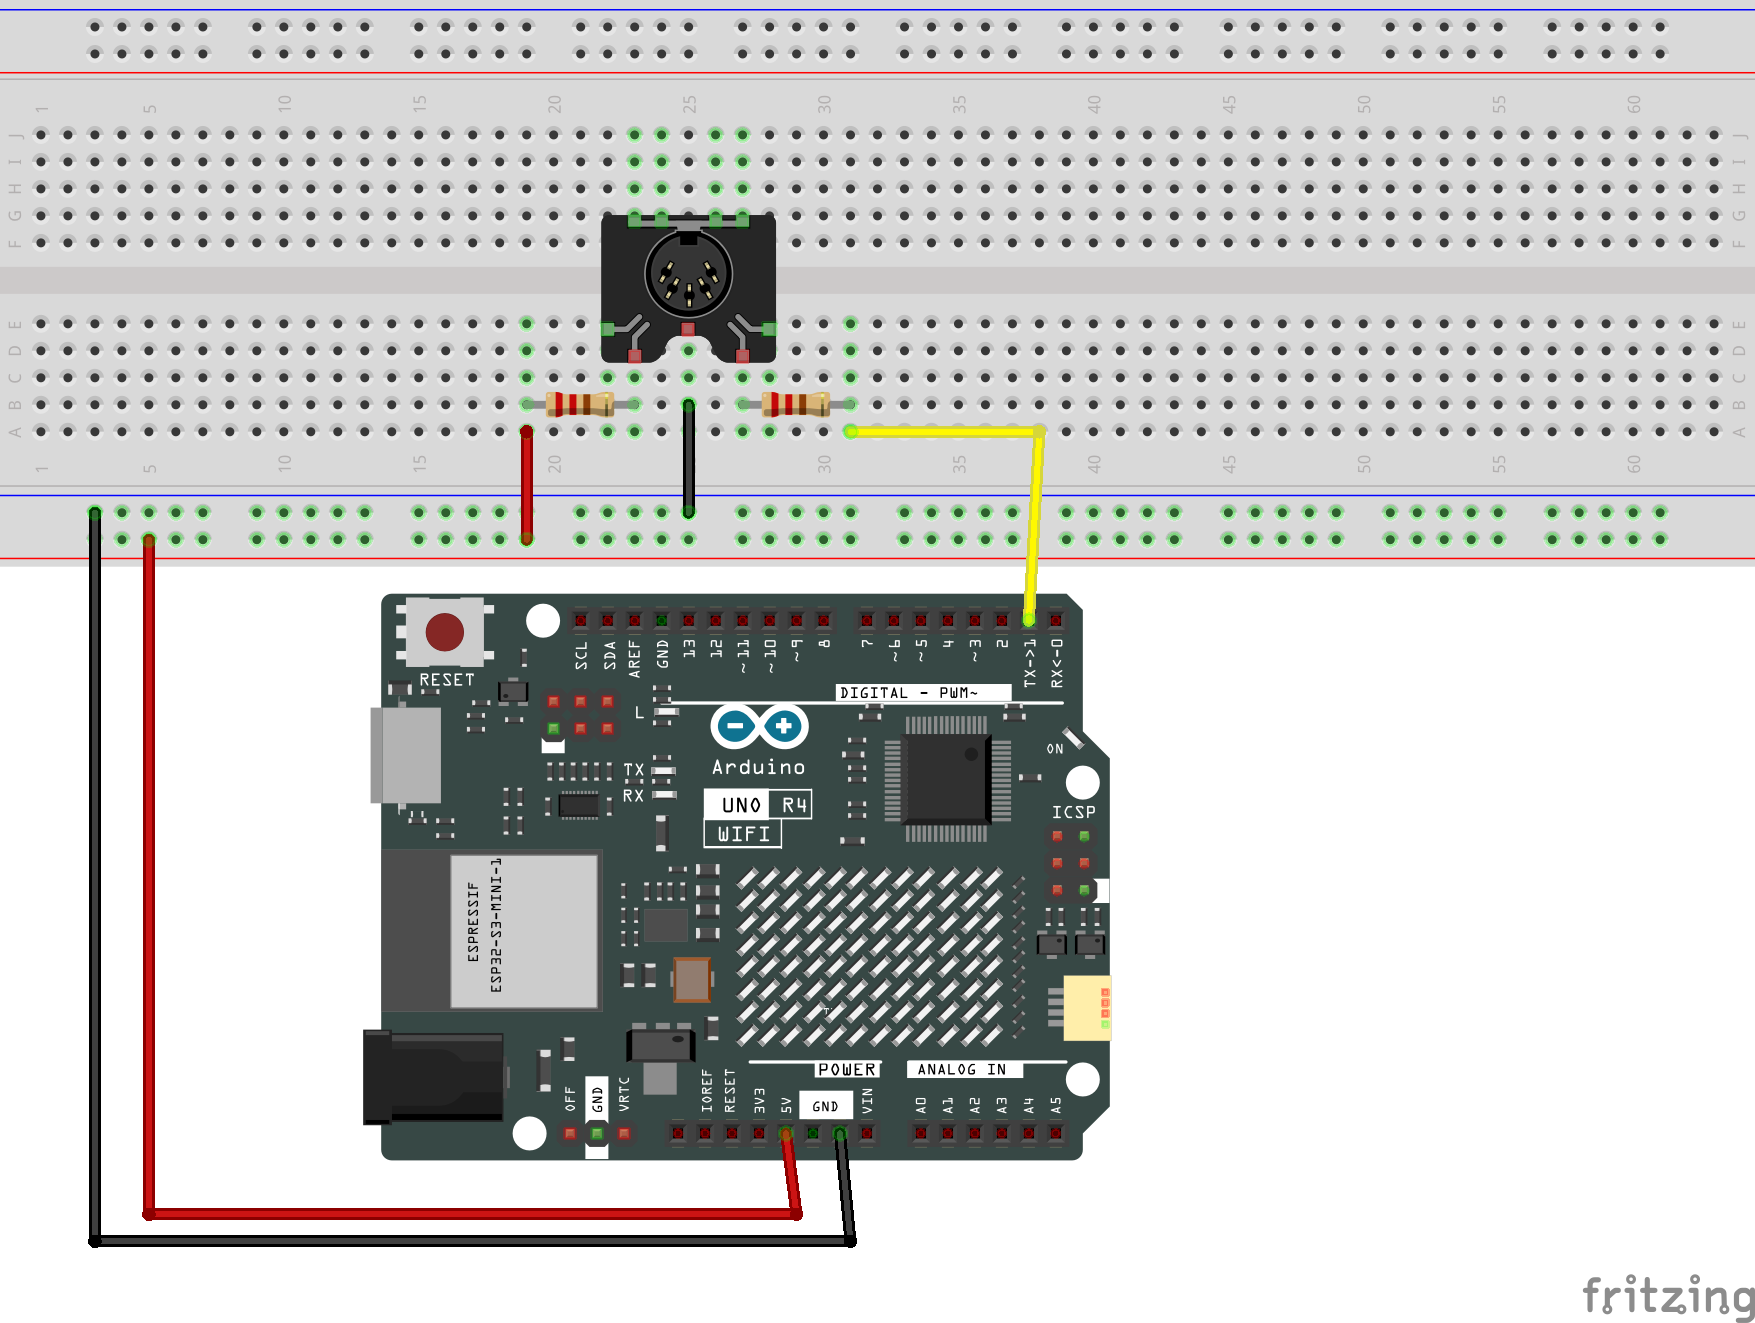 1 5 10 15 20 25 30 35 40 45 50 55 60
J J
I I
H H
G G
F F
E E
D D
C C
B B
A A
1 5 10 15 20 25 30 35 40 45 50 55 60
SCL SDA AREF GND 13 12 ~11 ~10 ~9 8 7 ~6 ~5 4 ~3 2 TX->1 RX<-0
RESET
DIGITAL - PWM~
L
ON
TX
RX
Arduino
UNO R4
WIFI
ICSP
ESPRESSIF
ESP32-S3-MINI-1
POWER
ANALOG IN
OFF GND VRTC IOREF RESET 3V3 5V GND VIN A0 A1 A2 A3 A4 A5
fritzing